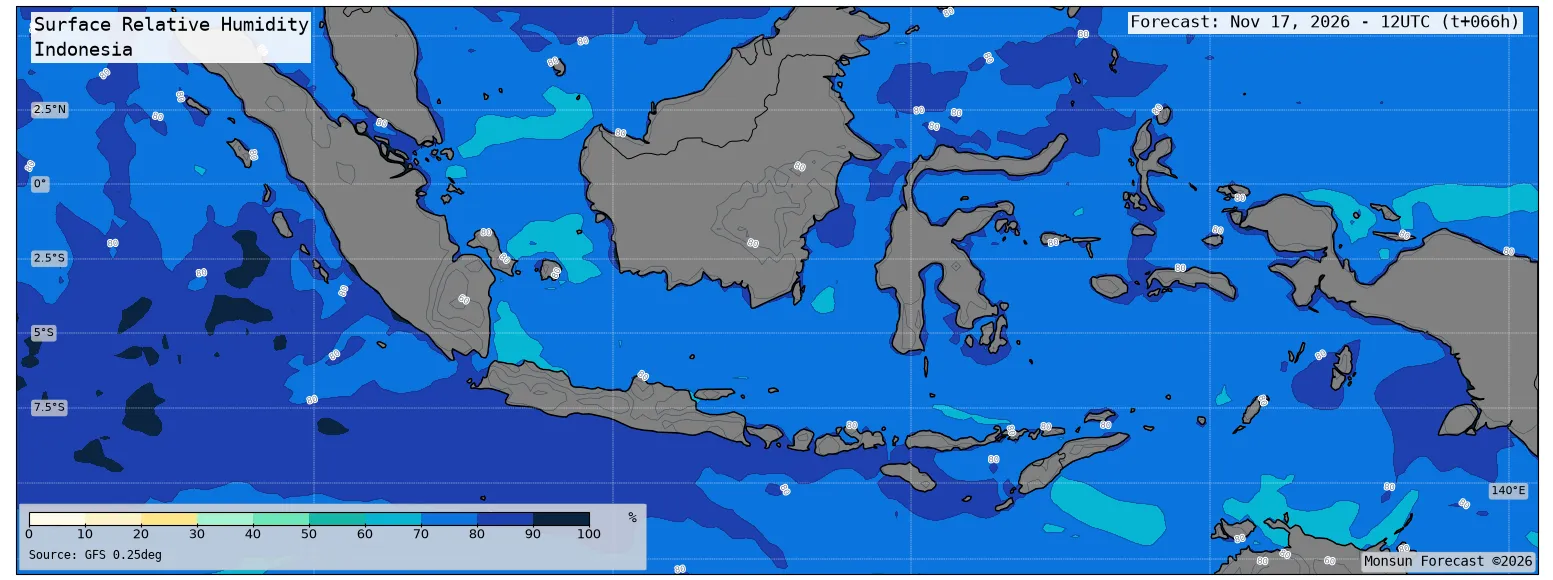 Surface Relative Humidity
Indonesia
Forecast: Nov 17, 2026 - 12UTC (t+066h)
2.5°N
0°
2.5°S
5°S
7.5°S
140°E
%
0 10 20 30 40 50 60 70 80 90 100
Source: GFS 0.25deg
Monsun Forecast ©2026